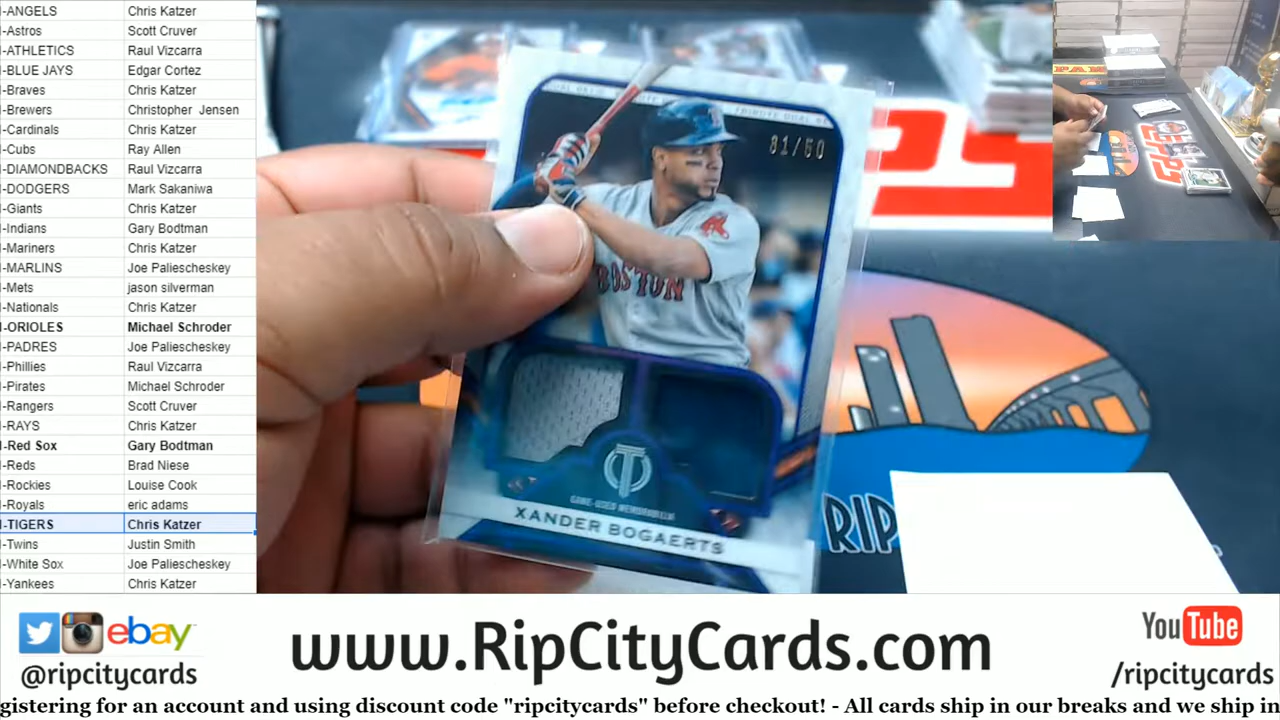 I-ANGELS Chris Katzer
I-Astros Scott Cruver
I-ATHLETICS Raul Vizcarra
I-BLUE JAYS Edgar Cortez
I-Braves Chris Katzer
I-Brewers Christopher Jensen
I-Cardinals Chris Katzer
I-Cubs Ray Allen
I-DIAMONDBACKS Raul Vizcarra
I-DODGERS Mark Sakaniwa
I-Giants Chris Katzer
I-Indians Gary Bodtman
I-Mariners Chris Katzer
I-MARLINS Joe Paliescheskey
I-Mets jason silverman
I-Nationals Chris Katzer
I-ORIOLES Michael Schroder
I-PADRES Joe Paliescheskey
I-Phillies Raul Vizcarra
I-Pirates Michael Schroder
I-Rangers Scott Cruver
I-RAYS Chris Katzer
I-Red Sox Gary Bodtman
I-Reds Brad Niese
I-Rockies Louise Cook
I-Royals eric adams
I-TIGERS Chris Katzer
I-Twins Justin Smith
I-White Sox Joe Paliescheskey
I-Yankees Chris Katzer
BOSTON
GAME-USED MEMORABILIA
XANDER BOGAERTS
RIP
ebay
@ripcitycards
www.RipCityCards.com
YouTube
/ripcitycards
gistering for an account and using discount code "ripcitycards" before checkout! - All cards ship in our breaks and we ship in